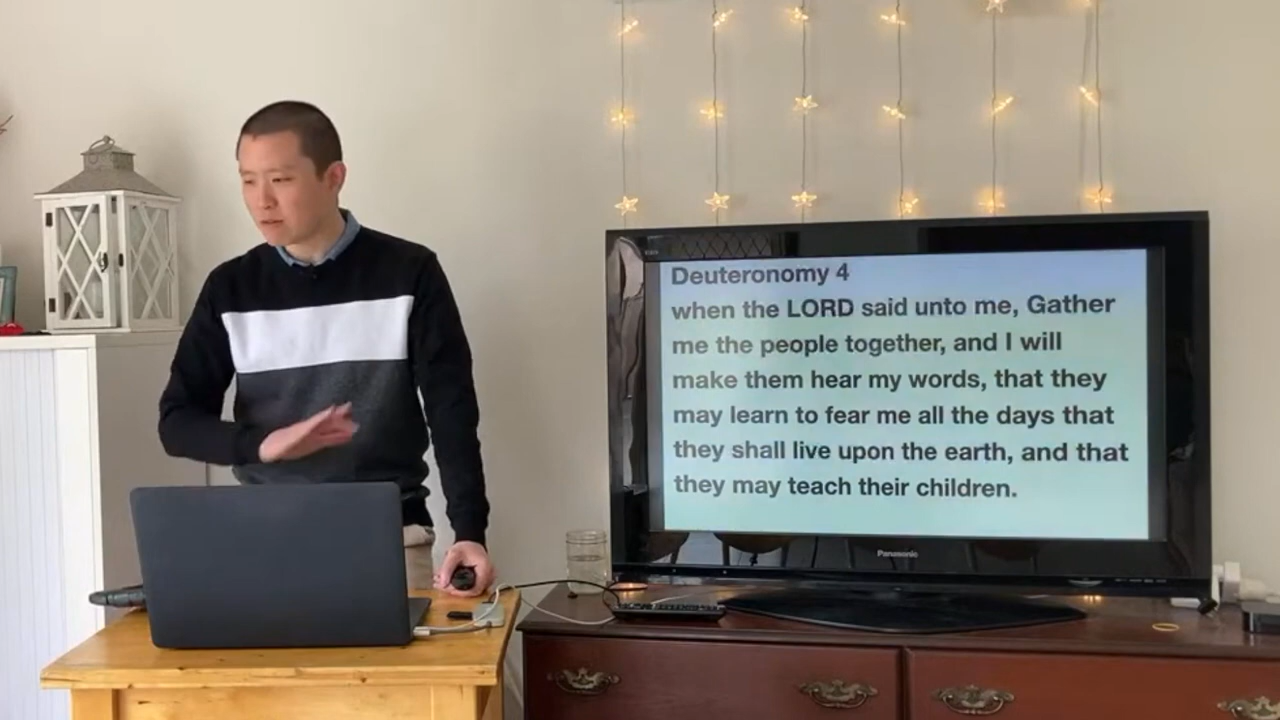 Deuteronomy 4
when the LORD said unto me, Gather
me the people together, and I will
make them hear my words, that they
may learn to fear me all the days that
they shall live upon the earth, and that
they may teach their children.
Panasonic